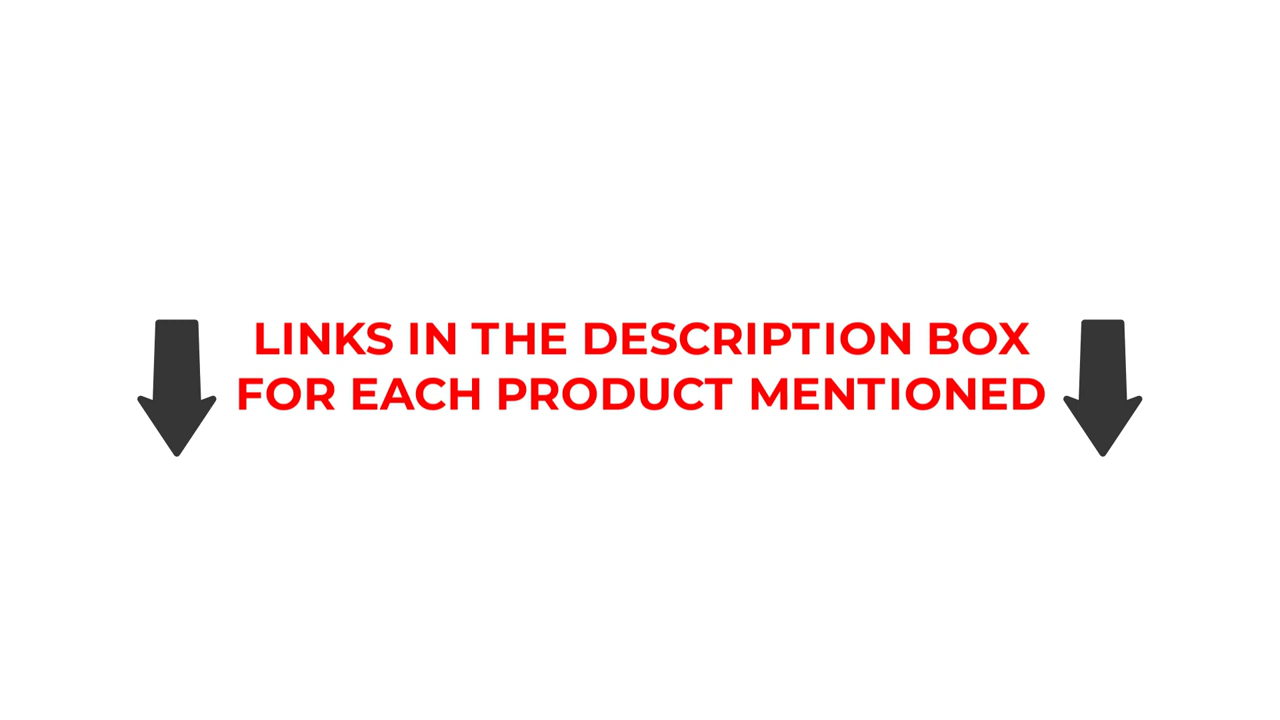 LINKS IN THE DESCRIPTION BOX
FOR EACH PRODUCT MENTIONED